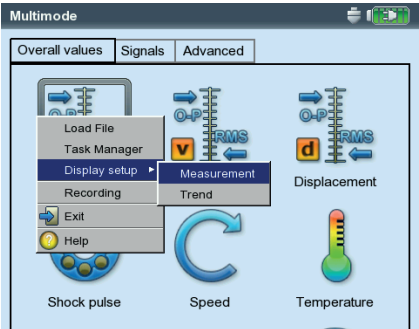 Multimode
Overall values Signals Advanced
O-P O-P O-P
Load File
Task Manager
v RMS d RMS
Display setup Measurement
Displacement
Trend
Recording
Exit
? Help
Shock pulse Speed Temperature